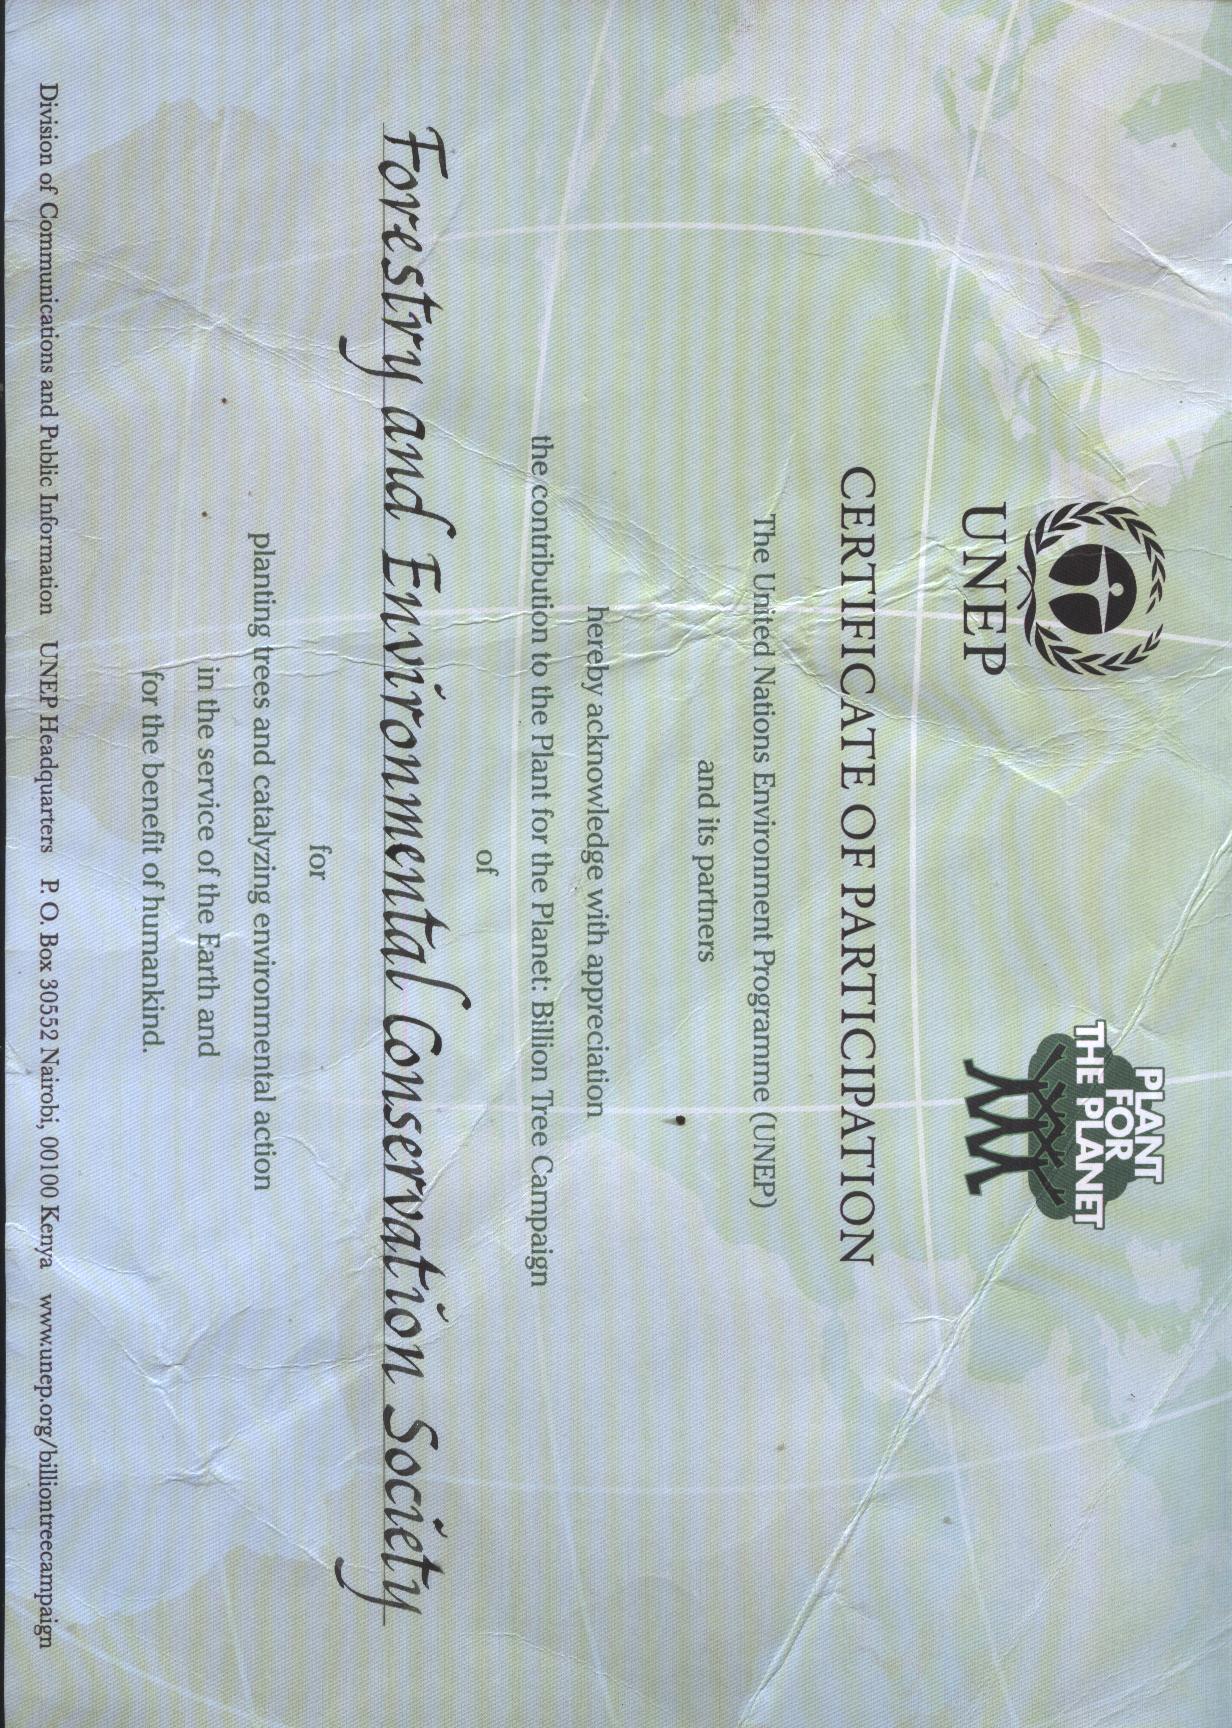 UNEP
PLANT
FOR
THE PLANET
CERTIFICATE OF PARTICIPATION
The United Nations Environment Programme (UNEP)
and its partners
hereby acknowledge with appreciation
the contribution to the Plant for the Planet: Billion Tree Campaign
of
Forestry and Environmental Conservation Society
for
planting trees and catalyzing environmental action
in the service of the Earth and
for the benefit of humankind.
Division of Communications and Public Information UNEP Headquarters P. O. Box 30552 Nairobi, 00100 Kenya www.unep.org/billiontreecampaign